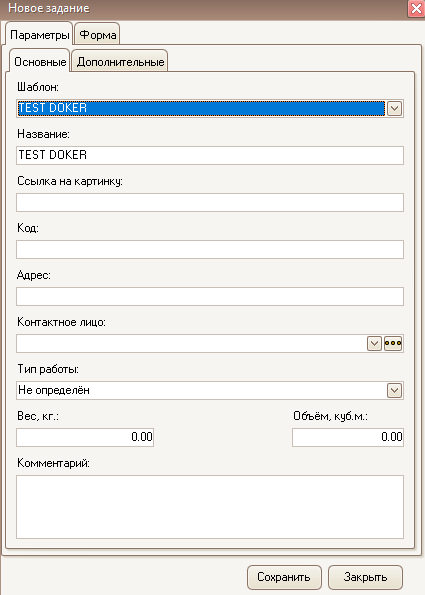 Новое задание
Параметры Форма
Основные Дополнительные
Шаблон:
TEST DOKER
Название:
TEST DOKER
Ссылка на картинку:
Код:
Адрес:
Контактное лицо:
Тип работы:
Не определён
Вес, кг.: Объём, куб.м.:
0.00 0.00
Комментарий:
Сохранить Закрыть